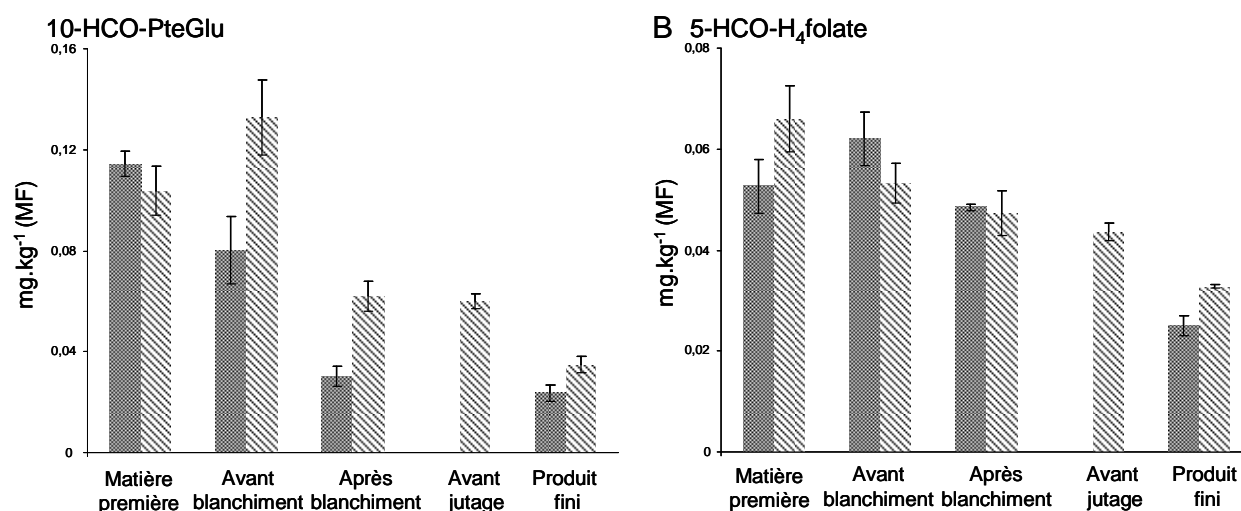 10-HCO-PteGlu
0,16
0,12
0,08
0,04
0
mg.kg⁻¹ (MF)
Matière première
Avant blanchiment
Après blanchiment
Avant jutage
Produit fini
B 5-HCO-H₄folate
0,08
0,06
0,04
0,02
0,00
mg.kg⁻¹ (MF)
Matière première
Avant blanchiment
Après blanchiment
Avant jutage
Produit fini